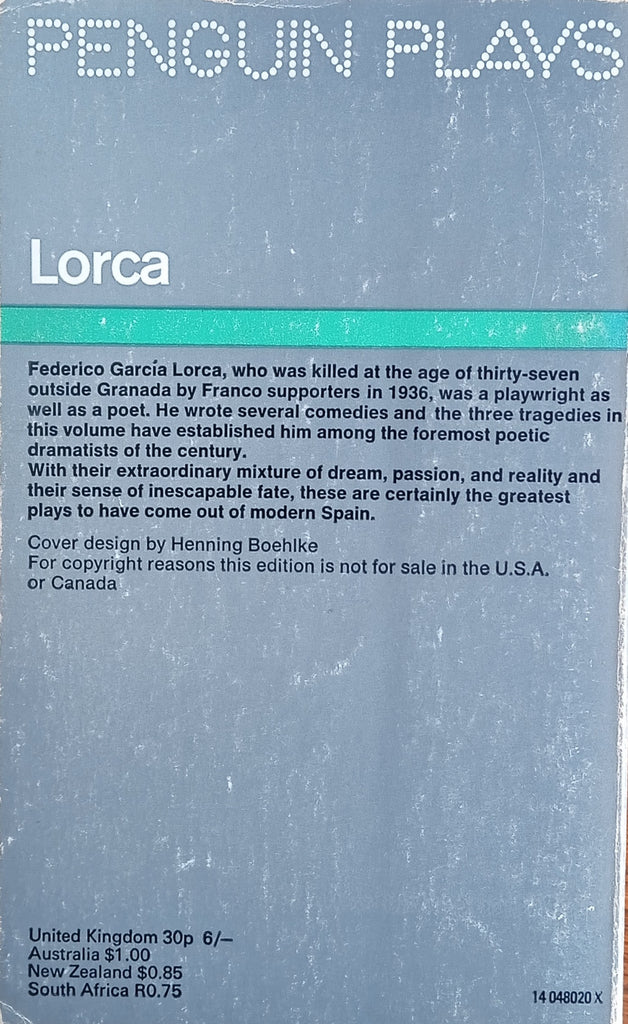 PENGUIN PLAYS
Lorca
Federico García Lorca, who was killed at the age of thirty-seven
outside Granada by Franco supporters in 1936, was a playwright as
well as a poet. He wrote several comedies and the three tragedies in
this volume have established him among the foremost poetic
dramatists of the century.
With their extraordinary mixture of dream, passion, and reality and
their sense of inescapable fate, these are certainly the greatest
plays to have come out of modern Spain.
Cover design by Henning Boehlke
For copyright reasons this edition is not for sale in the U.S.A.
or Canada
United Kingdom 30p 6/–
Australia $1.00
New Zealand $0.85
South Africa R0.75
14 048020 X